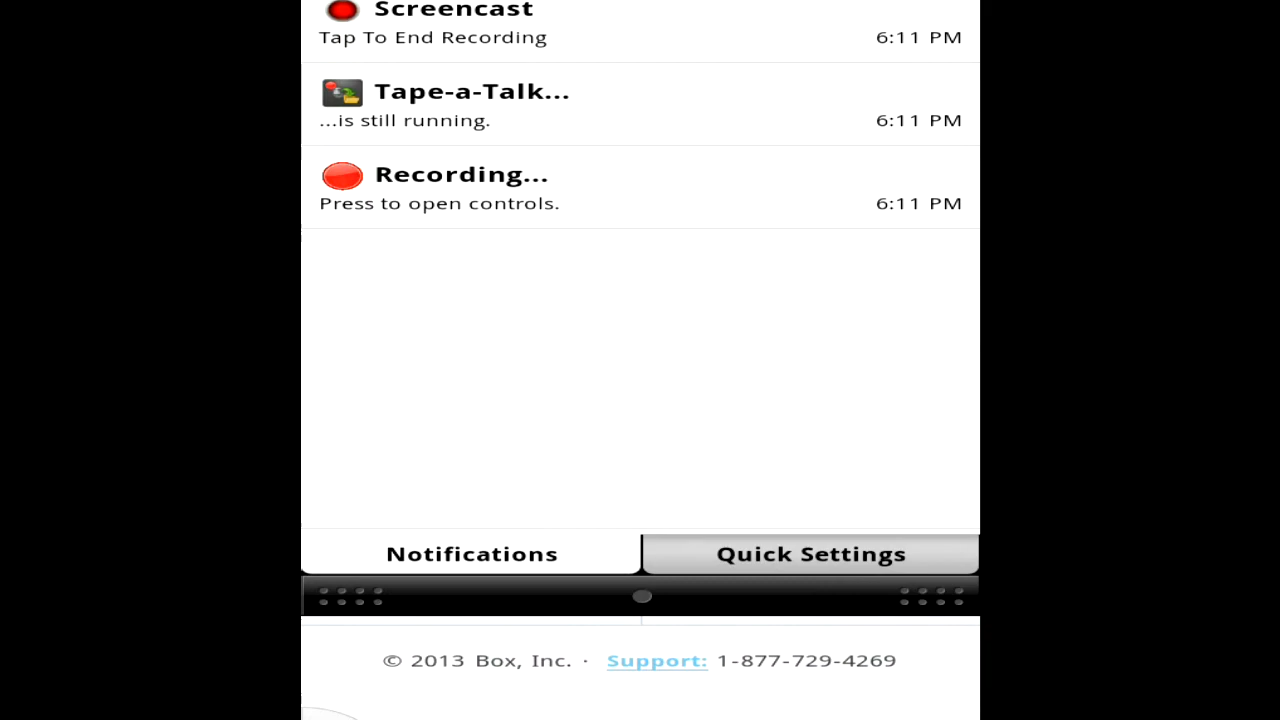 Screencast
Tap To End Recording 6:11 PM
Tape-a-Talk...
...is still running. 6:11 PM
Recording...
Press to open controls. 6:11 PM
Notifications Quick Settings
© 2013 Box, Inc. · Support: 1-877-729-4269